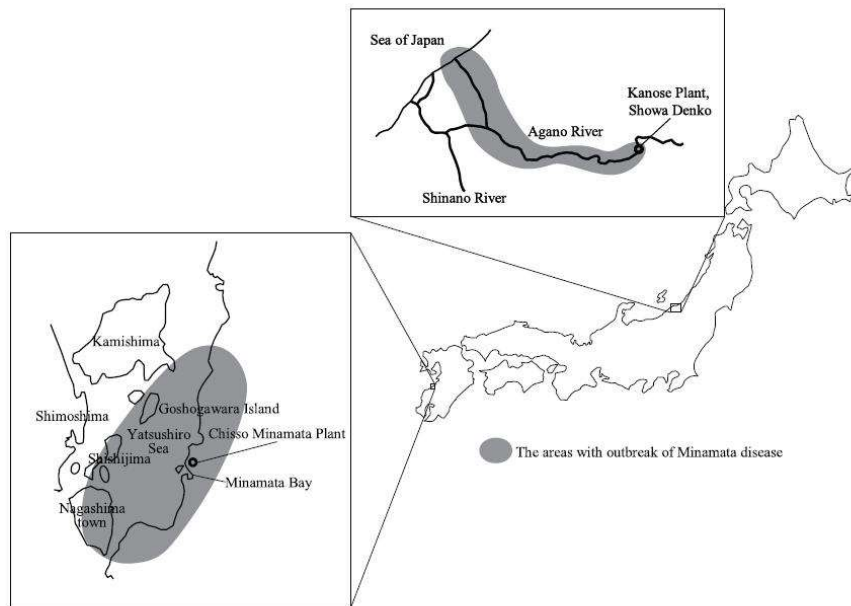 Sea of Japan
Kanose Plant,
Showa Denko
Agano River
Shinano River
Kamishima
Shimoshima
Goshogawara Island
Yatsushiro
Sea
Chisso Minamata Plant
Shishijima
Minamata Bay
Nagashima
town
The areas with outbreak of Minamata disease